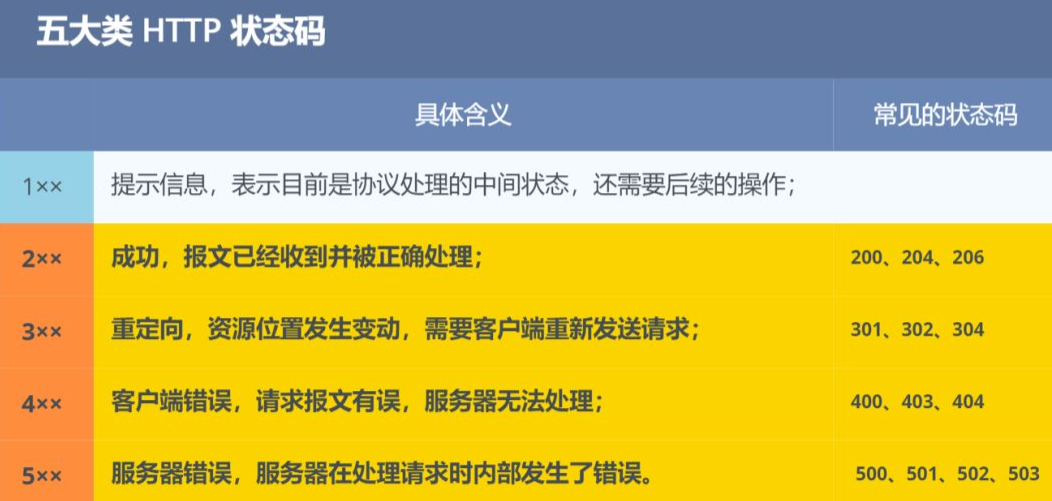 五大类 HTTP 状态码
具体含义 常见的状态码
1×× 提示信息，表示目前是协议处理的中间状态，还需要后续的操作；
2×× 成功，报文已经收到并被正确处理； 200、204、206
3×× 重定向，资源位置发生变动，需要客户端重新发送请求； 301、302、304
4×× 客户端错误，请求报文有误，服务器无法处理； 400、403、404
5×× 服务器错误，服务器在处理请求时内部发生了错误。 500、501、502、503